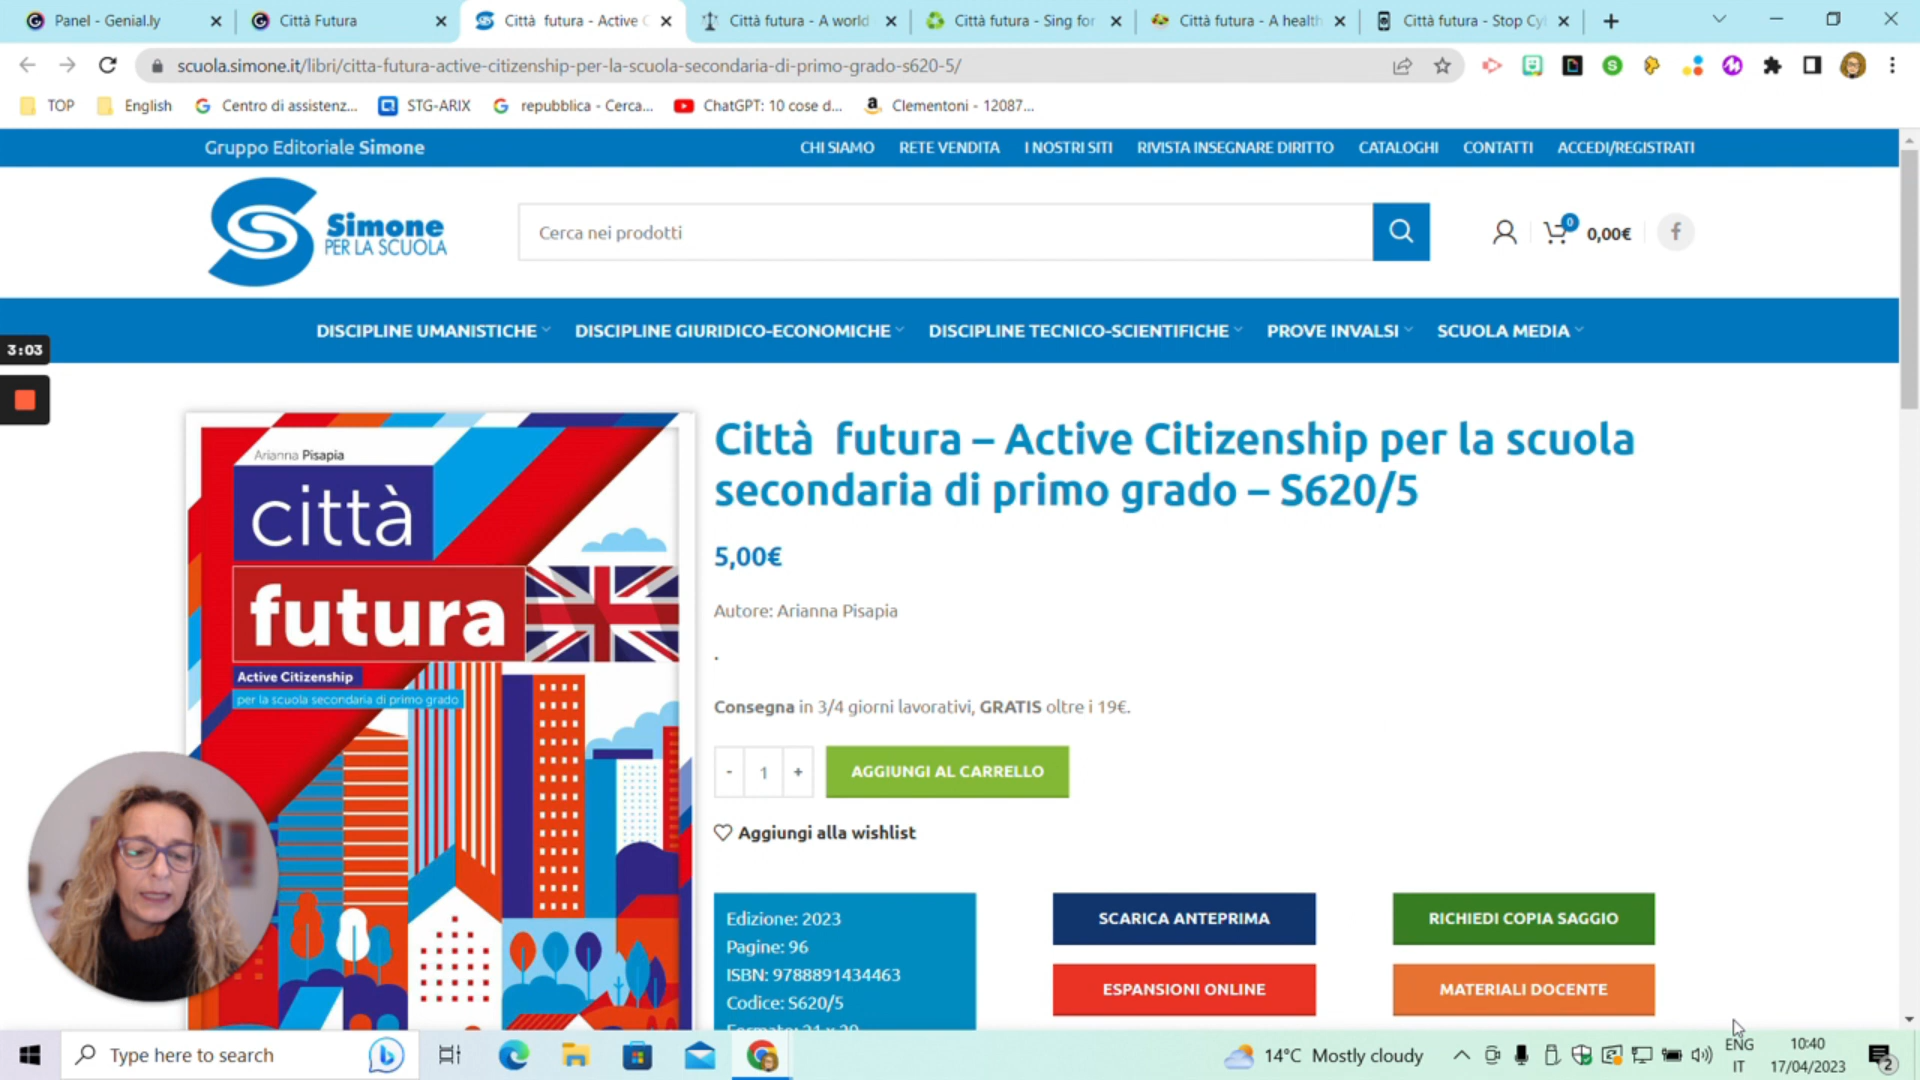 Panel - Genial.ly
Città Futura
Città futura - Active C
Città futura - A world
Città futura - Sing for
Città futura - A health
Città futura - Stop Cy
scuola.simone.it/libri/citta-futura-active-citizenship-per-la-scuola-secondaria-di-primo-grado-s620-5/
TOP
English
Centro di assistenz...
STG-ARIX
repubblica - Cerca...
ChatGPT: 10 cose d...
Clementoni - 12087...
Gruppo Editoriale Simone
CHI SIAMO
RETE VENDITA
I NOSTRI SITI
RIVISTA INSEGNARE DIRITTO
CATALOGHI
CONTATTI
ACCEDI/REGISTRATI
Simone
PER LA SCUOLA
Cerca nei prodotti
0
0,00€
DISCIPLINE UMANISTICHE
DISCIPLINE GIURIDICO-ECONOMICHE
DISCIPLINE TECNICO-SCIENTIFICHE
PROVE INVALSI
SCUOLA MEDIA
3:03
Arianna Pisapia
città
futura
Active Citizenship
per la scuola secondaria di primo grado
Città futura – Active Citizenship per la scuola
secondaria di primo grado – S620/5
5,00€
Autore: Arianna Pisapia
.
Consegna in 3/4 giorni lavorativi, GRATIS oltre i 19€.
- 1 +
AGGIUNGI AL CARRELLO
Aggiungi alla wishlist
Edizione: 2023
Pagine: 96
ISBN: 9788891434463
Codice: S620/5
Formato: 21 x 29
SCARICA ANTEPRIMA
RICHIEDI COPIA SAGGIO
ESPANSIONI ONLINE
MATERIALI DOCENTE
Type here to search
14°C Mostly cloudy
ENG
IT
10:40
17/04/2023
2